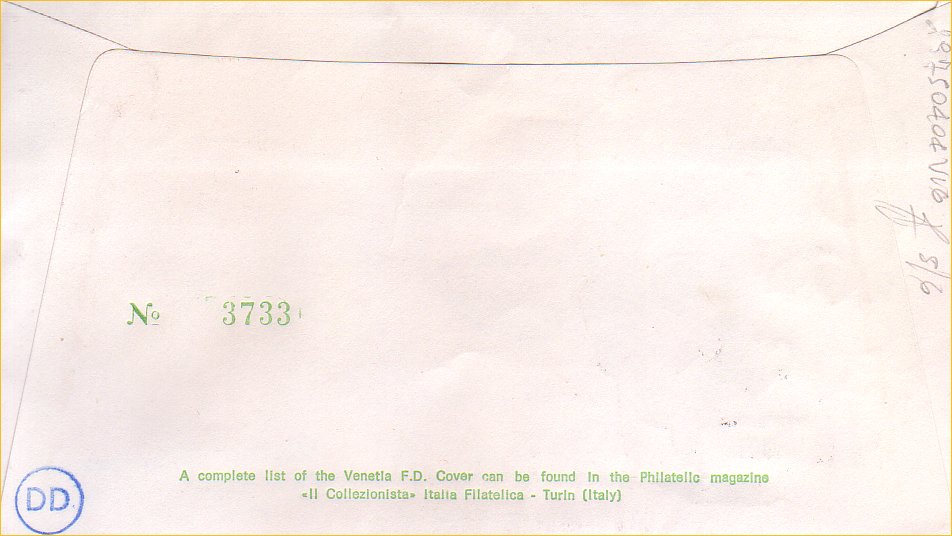 Nº 3733
A complete list of the Venetia F.D. Cover can be found in the Philatelic magazine
«Il Collezionista» Italia Filatelica - Turin (Italy)
DD